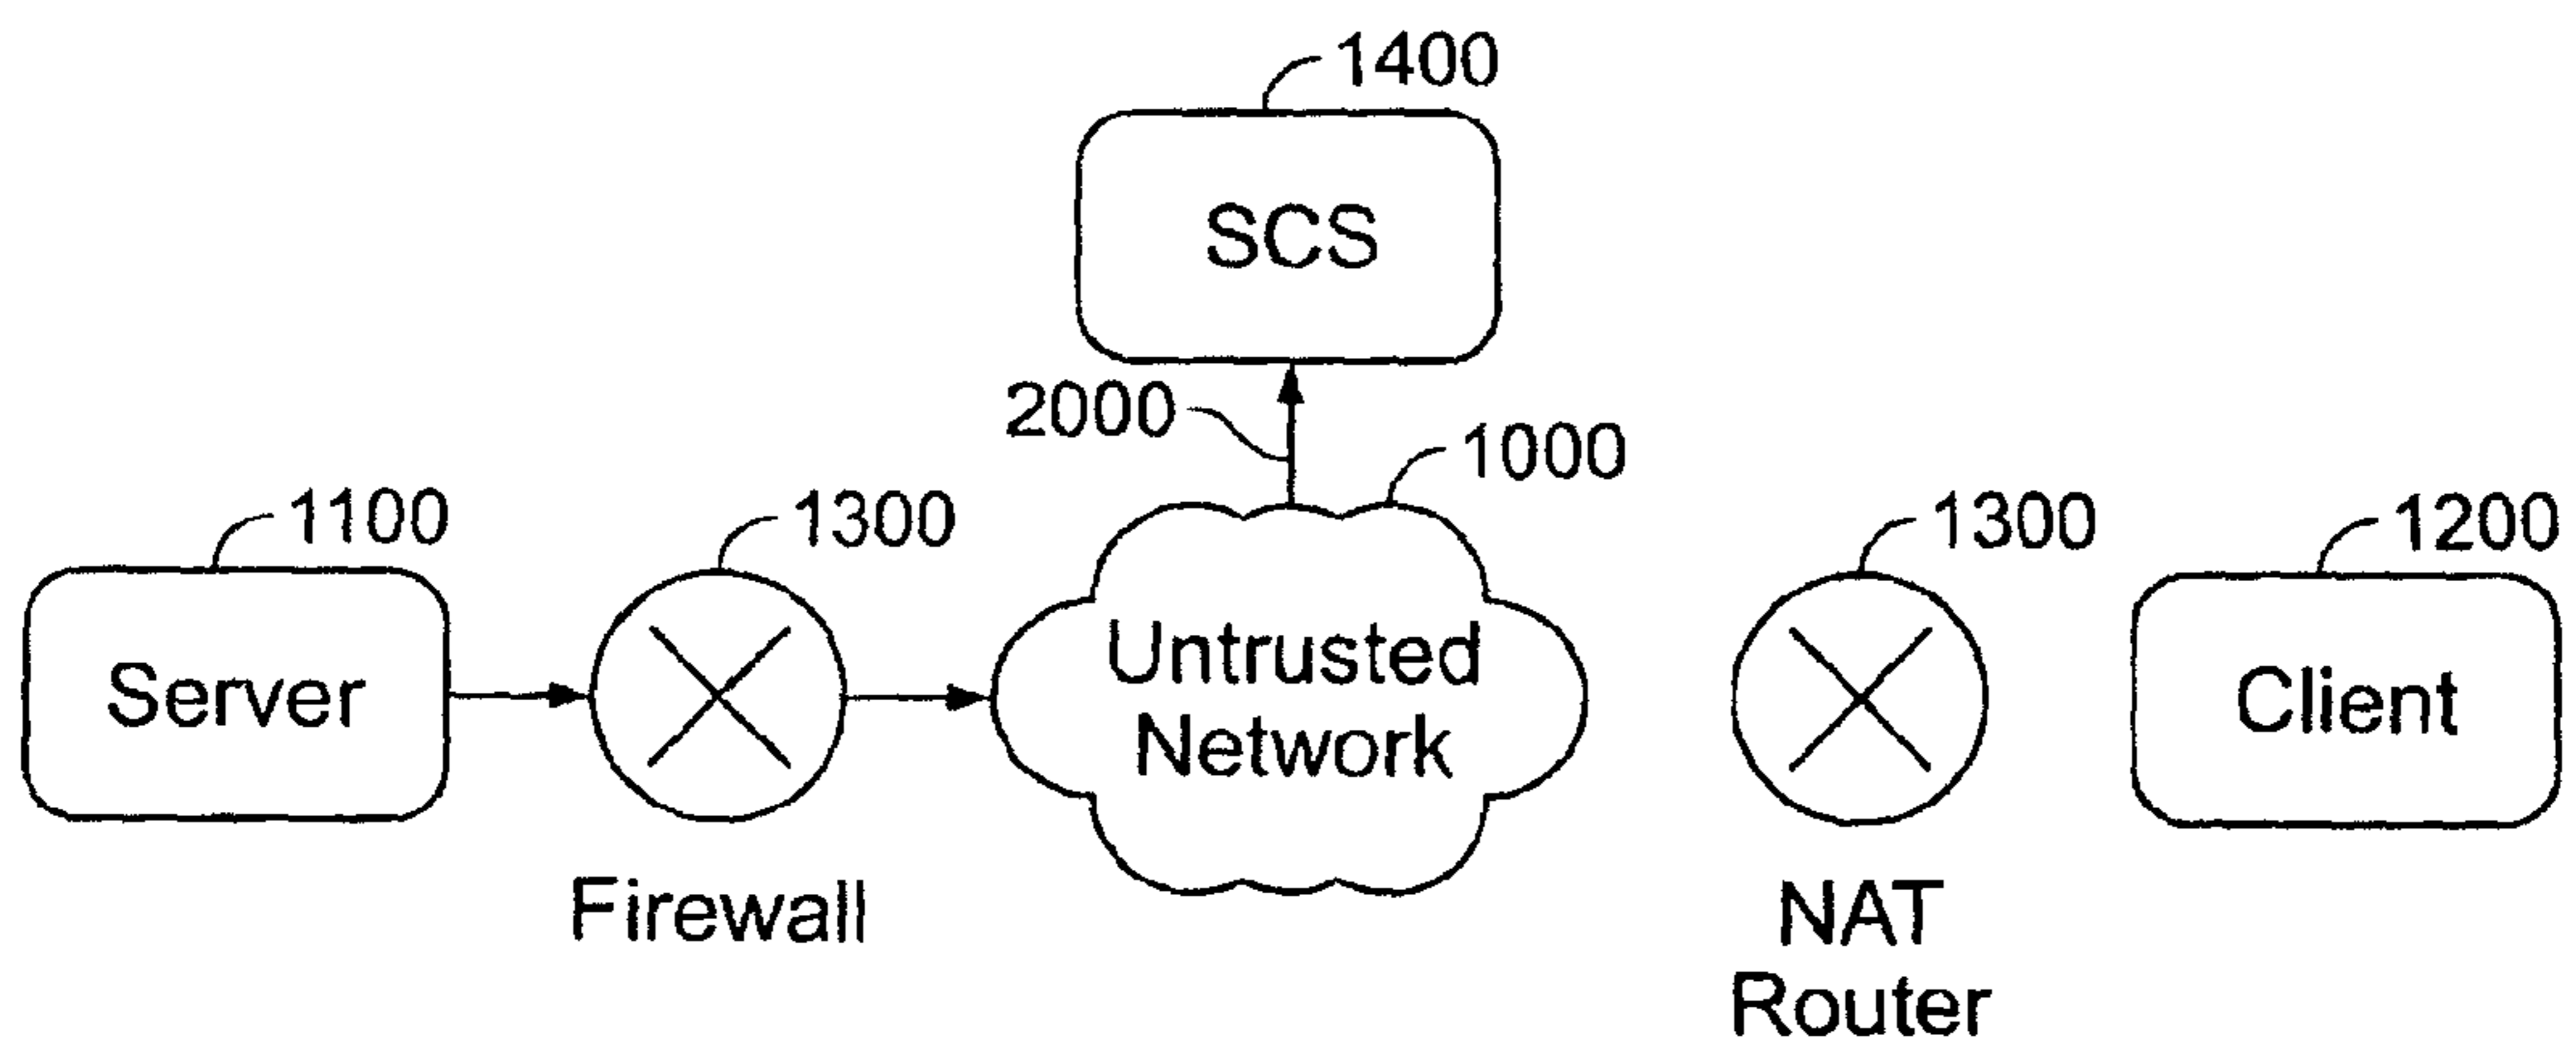 1400
SCS
2000
1000
1100
1300
1300
1200
Server
Untrusted
Network
Client
Firewall
NAT
Router